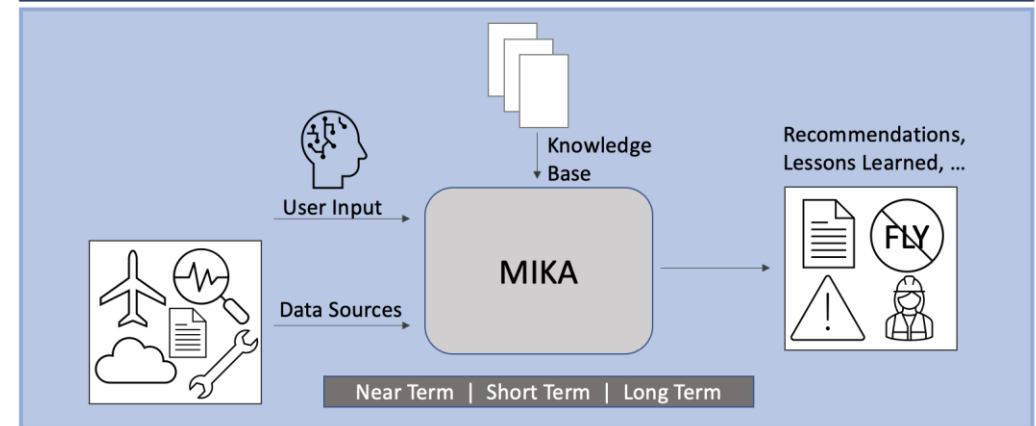 Knowledge
Base
Recommendations,
Lessons Learned, ...
User Input
FLY
MIKA
Data Sources
Near Term | Short Term | Long Term